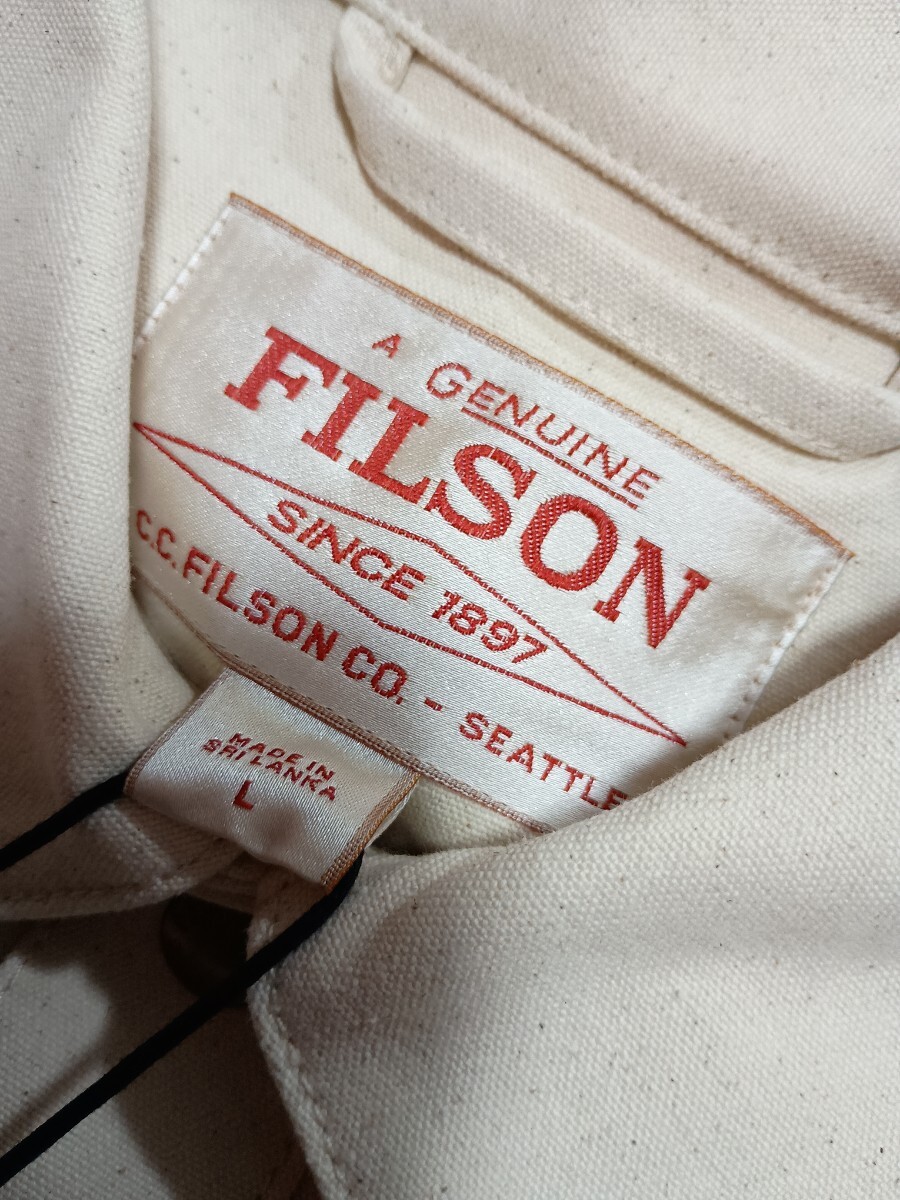 A GENUINE
FILSON
SINCE 1897
C.C. FILSON CO. - SEATTLE
MADE IN
SRI LANKA
L